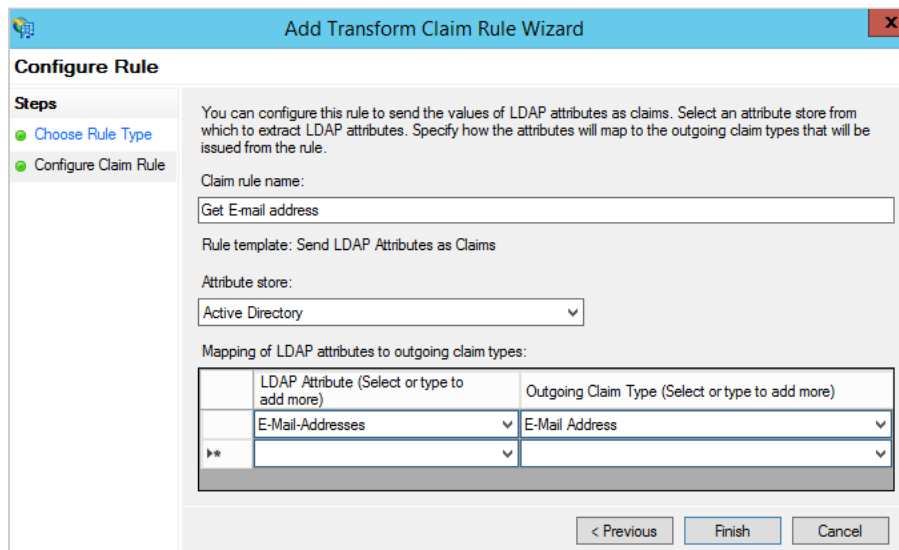 Add Transform Claim Rule Wizard
x
Configure Rule
Steps
Choose Rule Type
Configure Claim Rule
You can configure this rule to send the values of LDAP attributes as claims. Select an attribute store from
which to extract LDAP attributes. Specify how the attributes will map to the outgoing claim types that will be
issued from the rule.
Claim rule name:
Get E-mail address
Rule template: Send LDAP Attributes as Claims
Attribute store:
Active Directory
Mapping of LDAP attributes to outgoing claim types:
LDAP Attribute (Select or type to
add more)
Outgoing Claim Type (Select or type to add more)
E-Mail-Addresses
E-Mail Address
< Previous
Finish
Cancel